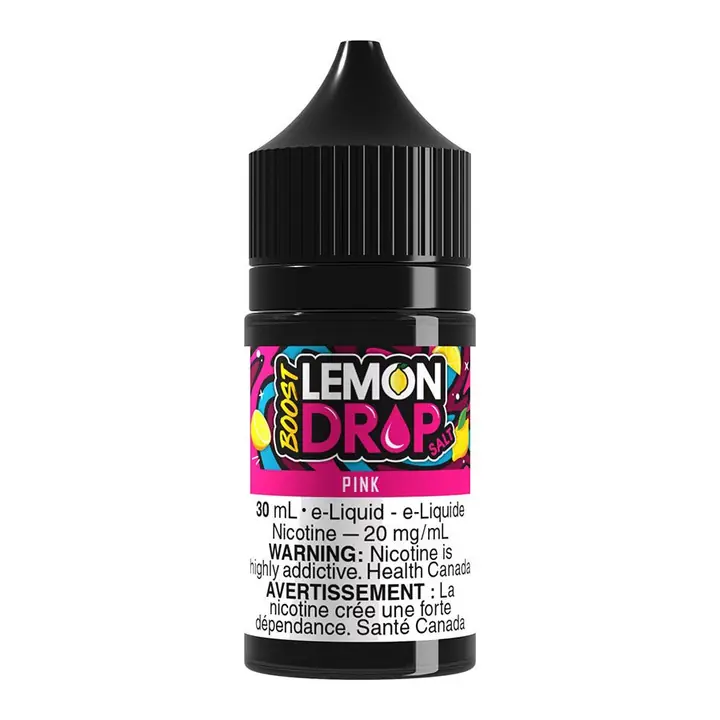 BOOST
LEMON
DROP
SALT
PINK
30 mL • e-Liquid - e-Liquide
Nicotine — 20 mg/mL
WARNING: Nicotine is
highly addictive. Health Canada
AVERTISSEMENT : La
nicotine crée une forte
dépendance. Santé Canada